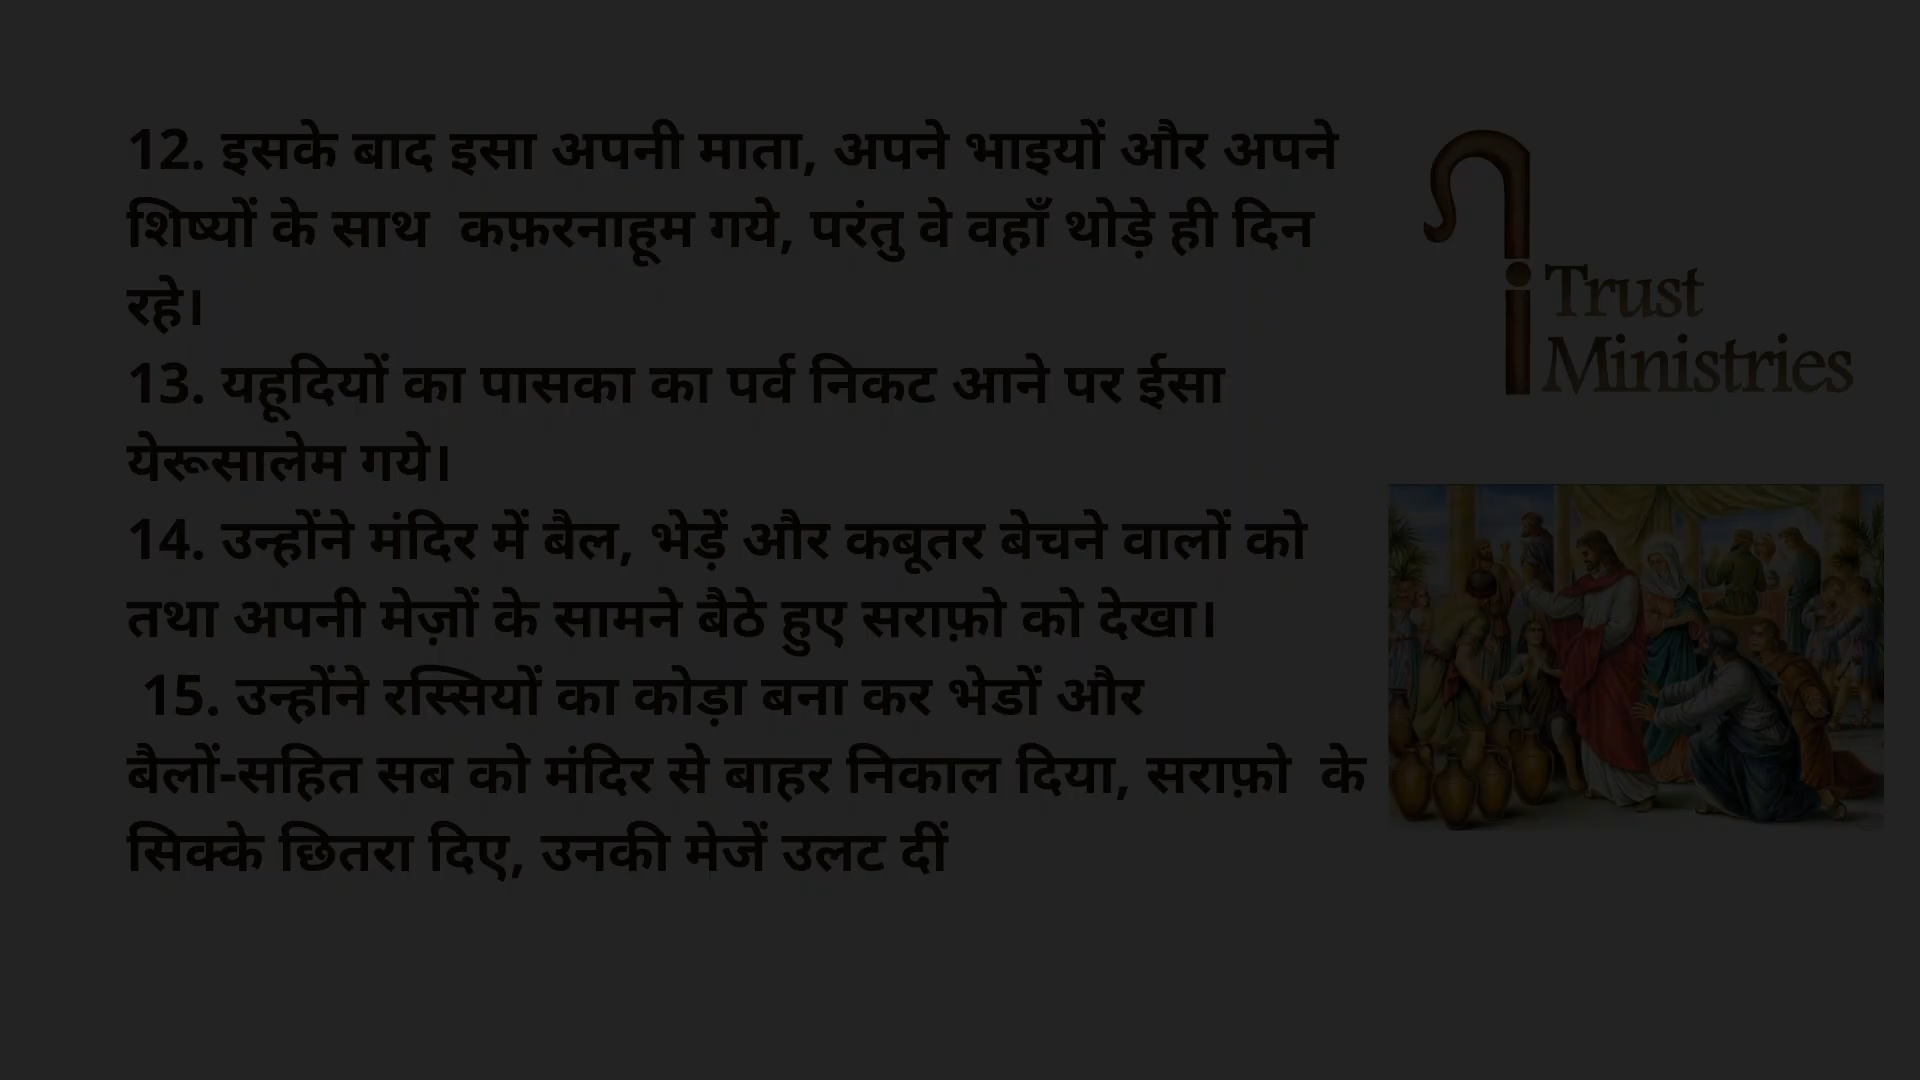 12. इसके बाद इसा अपनी माता, अपने भाइयों और अपने
शिष्यों के साथ  कफ़रनाहूम गये, परंतु वे वहाँ थोड़े ही दिन
रहे।
13. यहूदियों का पासका का पर्व निकट आने पर ईसा
येरूसालेम गये।
14. उन्होंने मंदिर में बैल, भेड़ें और कबूतर बेचने वालों को
तथा अपनी मेज़ों के सामने बैठे हुए सराफ़ो को देखा।
15. उन्होंने रस्सियों का कोड़ा बना कर भेडों और
बैलों-सहित सब को मंदिर से बाहर निकाल दिया, सराफ़ो  के
सिक्के छितरा दिए, उनकी मेजें उलट दीं
i Trust
Ministries